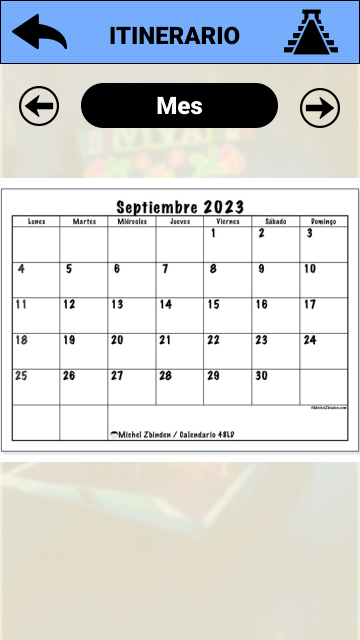 ITINERARIO
Mes
Septiembre 2023
Lunes Martes Miércoles Jueves Viernes Sábado Domingo
1 2 3
4 5 6 7 8 9 10
11 12 13 14 15 16 17
18 19 20 21 22 23 24
25 26 27 28 29 30
©MichelZbinden.com
Michel Zbinden / Calendario 48LD